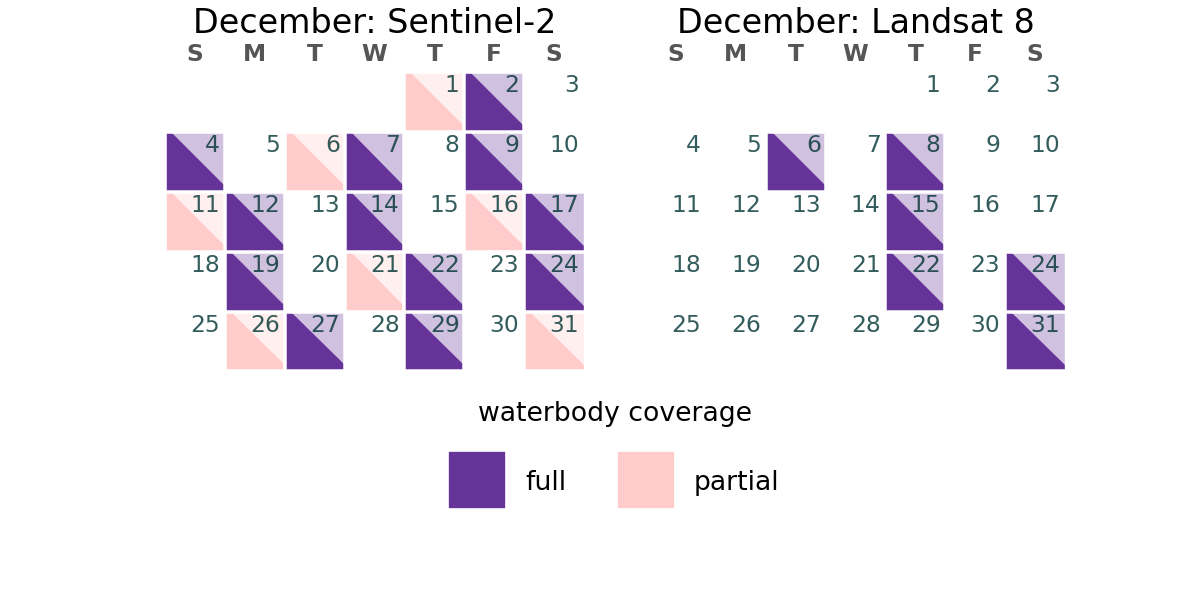 December: Sentinel-2
S M T W T F S
1 2 3
4 5 6 7 8 9 10
11 12 13 14 15 16 17
18 19 20 21 22 23 24
25 26 27 28 29 30 31
December: Landsat 8
S M T W T F S
1 2 3
4 5 6 7 8 9 10
11 12 13 14 15 16 17
18 19 20 21 22 23 24
25 26 27 28 29 30 31
waterbody coverage
full
partial